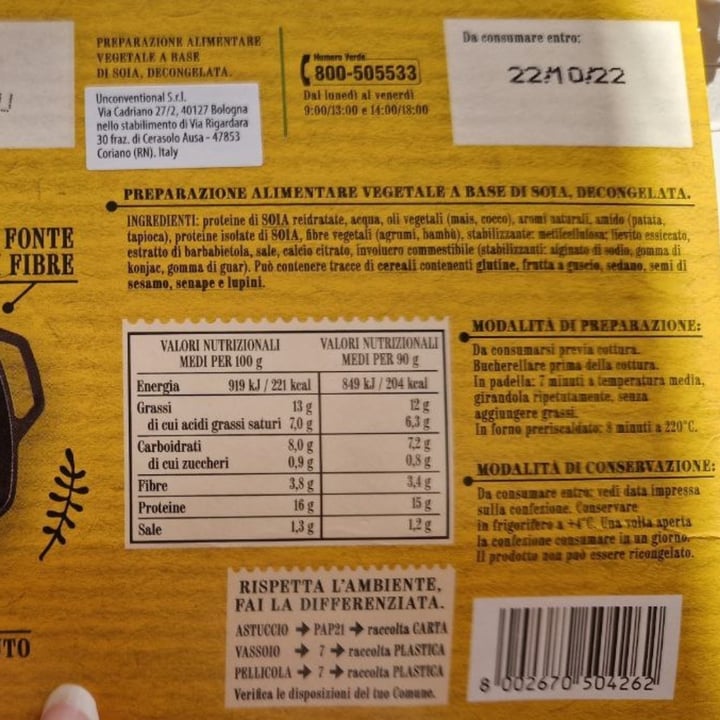 PREPARAZIONE ALIMENTARE
VEGETALE A BASE
DI SOIA, DECONGELATA.
Unconventional S.r.l.
Via Cadriano 27/2, 40127 Bologna
nello stabilimento di Via Rigardara
30 fraz. di Cerasolo Ausa - 47853
Coriano (RN). Italy
Numero Verde
800-505533
Dal lunedì al venerdì
9:00/13:00 e 14:00/18:00
Da consumare entro:
22/10/22
FONTE
FIBRE
PREPARAZIONE ALIMENTARE VEGETALE A BASE DI SOIA, DECONGELATA.
INGREDIENTI: proteine di SOIA reidratate, acqua, oli vegetali (mais, cocco), aromi naturali, amido (patata,
tapioca), proteine isolate di SOIA, fibre vegetali (agrumi, bambù), stabilizzante: metilcellulosa; lievito essiccato,
estratto di barbabietola, sale, calcio citrato, involucro commestibile (stabilizzanti: alginato di sodio, gomma di
konjac, gomma di guar). Può contenere tracce di cereali contenenti glutine, frutta a guscio, sedano, semi di
sesamo, senape e lupini.
VALORI NUTRIZIONALI
MEDI PER 100 g
VALORI NUTRIZIONALI
MEDI PER 90 g
Energia 919 kJ / 221 kcal 849 kJ / 204 kcal
Grassi 13 g 12 g
di cui acidi grassi saturi 7,0 g 6,3 g
Carboidrati 8,0 g 7,2 g
di cui zuccheri 0,9 g 0,8 g
Fibre 3,8 g 3,4 g
Proteine 16 g 15 g
Sale 1,3 g 1,2 g
MODALITÀ DI PREPARAZIONE:
Da consumarsi previa cottura.
Bucherellare prima della cottura.
In padella: 7 minuti a temperatura media,
girandola ripetutamente, senza
aggiungere grassi.
In forno preriscaldato: 8 minuti a 220°C.
MODALITÀ DI CONSERVAZIONE:
Da consumare entro: vedi data impressa
sulla confezione. Conservare
in frigorifero a +4°C. Una volta aperta
la confezione consumare in un giorno.
Il prodotto non può essere ricongelato.
RISPETTA L'AMBIENTE,
FAI LA DIFFERENZIATA.
ASTUCCIO → PAP21 → raccolta CARTA
VASSOIO → 7 → raccolta PLASTICA
PELLICOLA → 7 → raccolta PLASTICA
Verifica le disposizioni del tuo Comune.
UTO
8 002670 504262